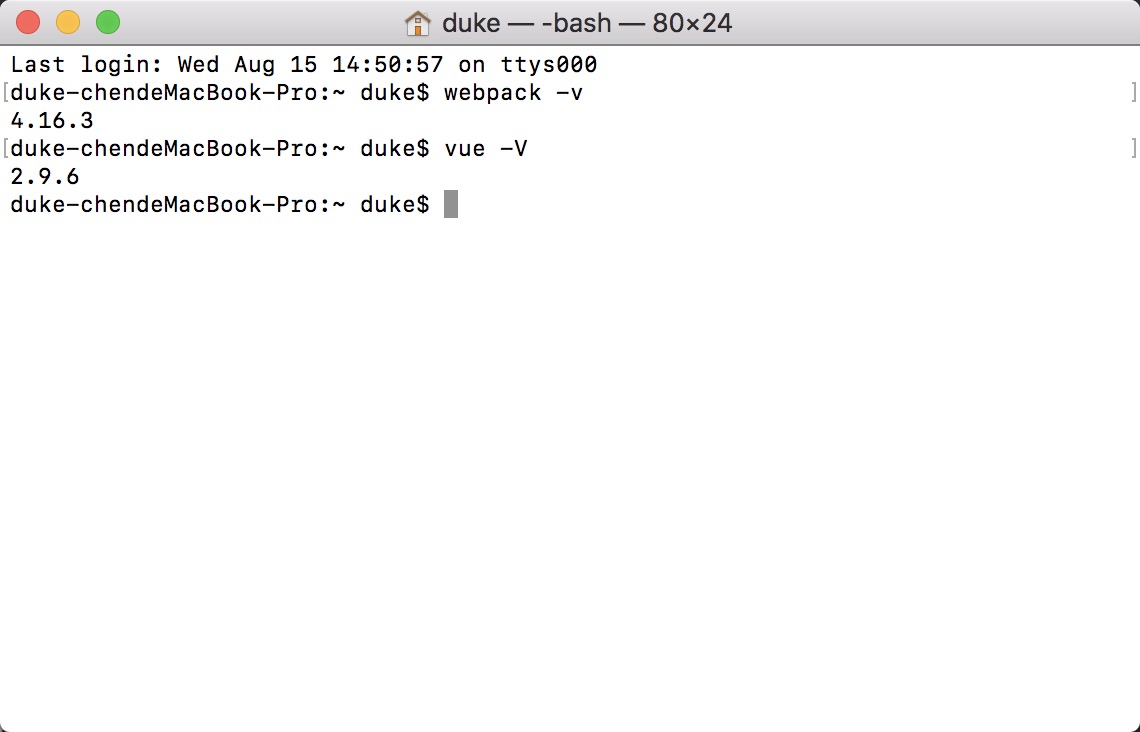 duke — -bash — 80×24
Last login: Wed Aug 15 14:50:57 on ttys000
[duke-chendeMacBook-Pro:~ duke$ webpack -v ]
4.16.3
[duke-chendeMacBook-Pro:~ duke$ vue -V ]
2.9.6
duke-chendeMacBook-Pro:~ duke$